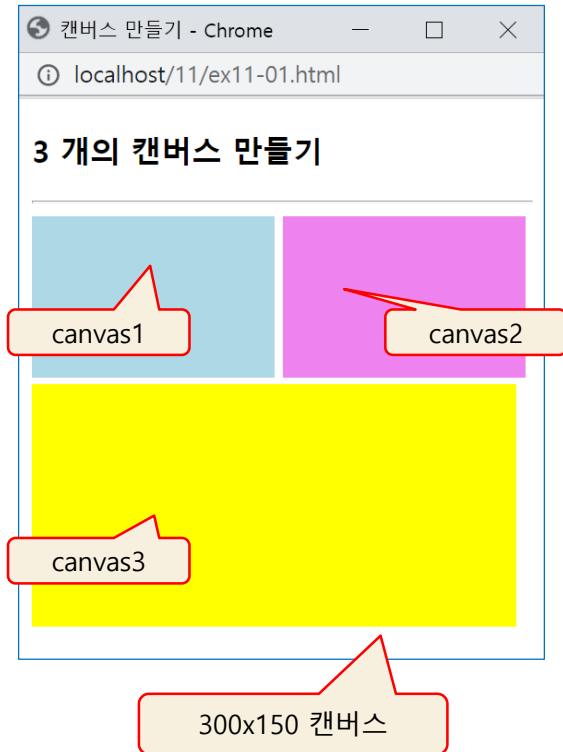 캔버스 만들기 - Chrome
localhost/11/ex11-01.html
3 개의 캔버스 만들기
canvas1
canvas2
canvas3
300x150 캔버스